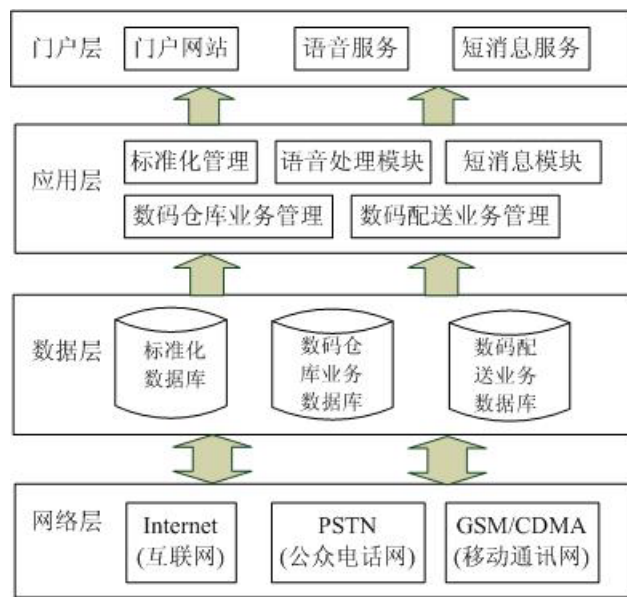 门户层
门户网站
语音服务
短消息服务
应用层
标准化管理
语音处理模块
短消息模块
数码仓库业务管理
数码配送业务管理
数据层
标准化
数据库
数码仓
库业务
数据库
数码配
送业务
数据库
网络层
Internet
(互联网)
PSTN
(公众电话网)
GSM/CDMA
(移动通讯网)